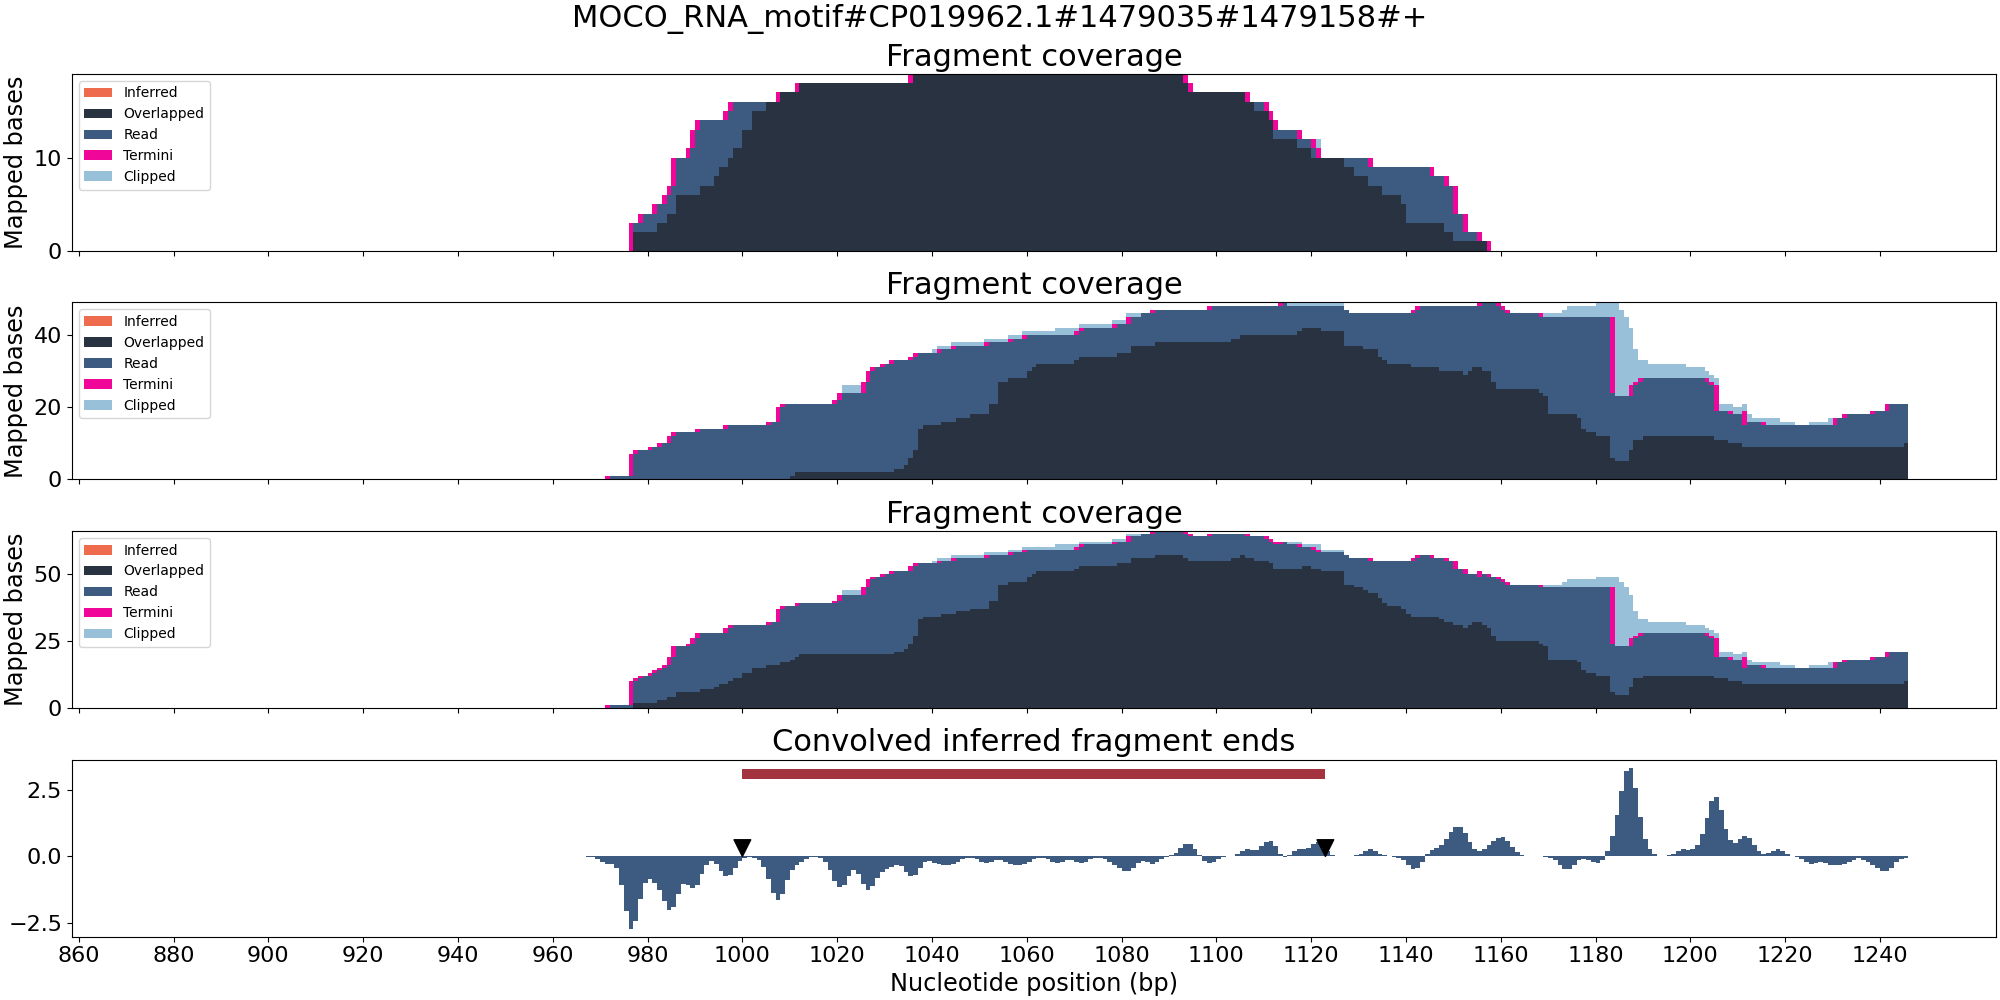 MOCO_RNA_motif#CP019962.1#1479035#1479158#+
Fragment coverage
Mapped bases
10
0
Inferred
Overlapped
Read
Termini
Clipped
Fragment coverage
Mapped bases
40
20
0
Inferred
Overlapped
Read
Termini
Clipped
Fragment coverage
Mapped bases
50
25
0
Inferred
Overlapped
Read
Termini
Clipped
Convolved inferred fragment ends
2.5
0.0
−2.5
860 880 900 920 940 960 980 1000 1020 1040 1060 1080 1100 1120 1140 1160 1180 1200 1220 1240
Nucleotide position (bp)